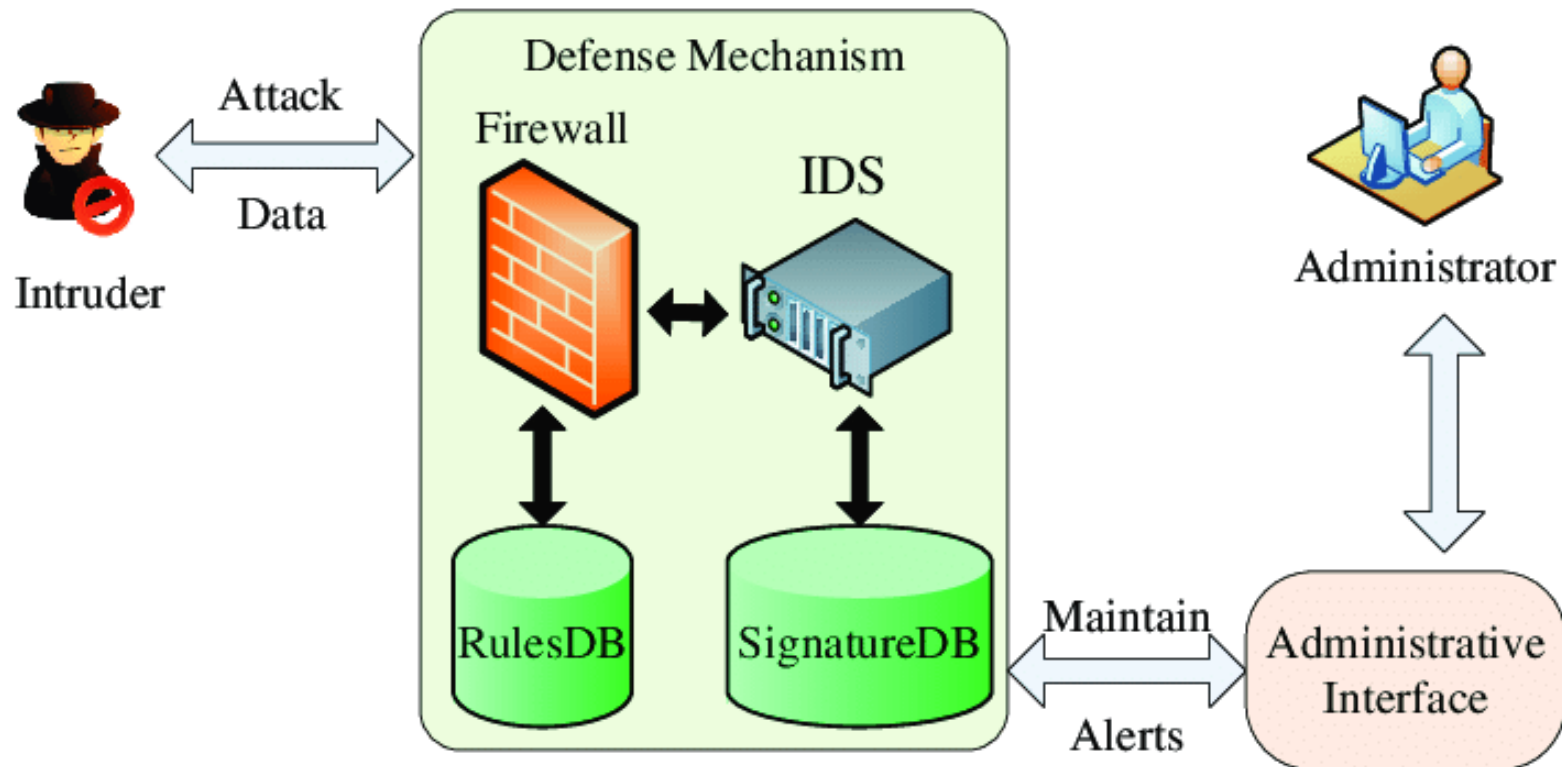 Defense Mechanism
Attack
Data
Intruder
Firewall
IDS
RulesDB
SignatureDB
Administrator
Maintain
Alerts
Administrative
Interface